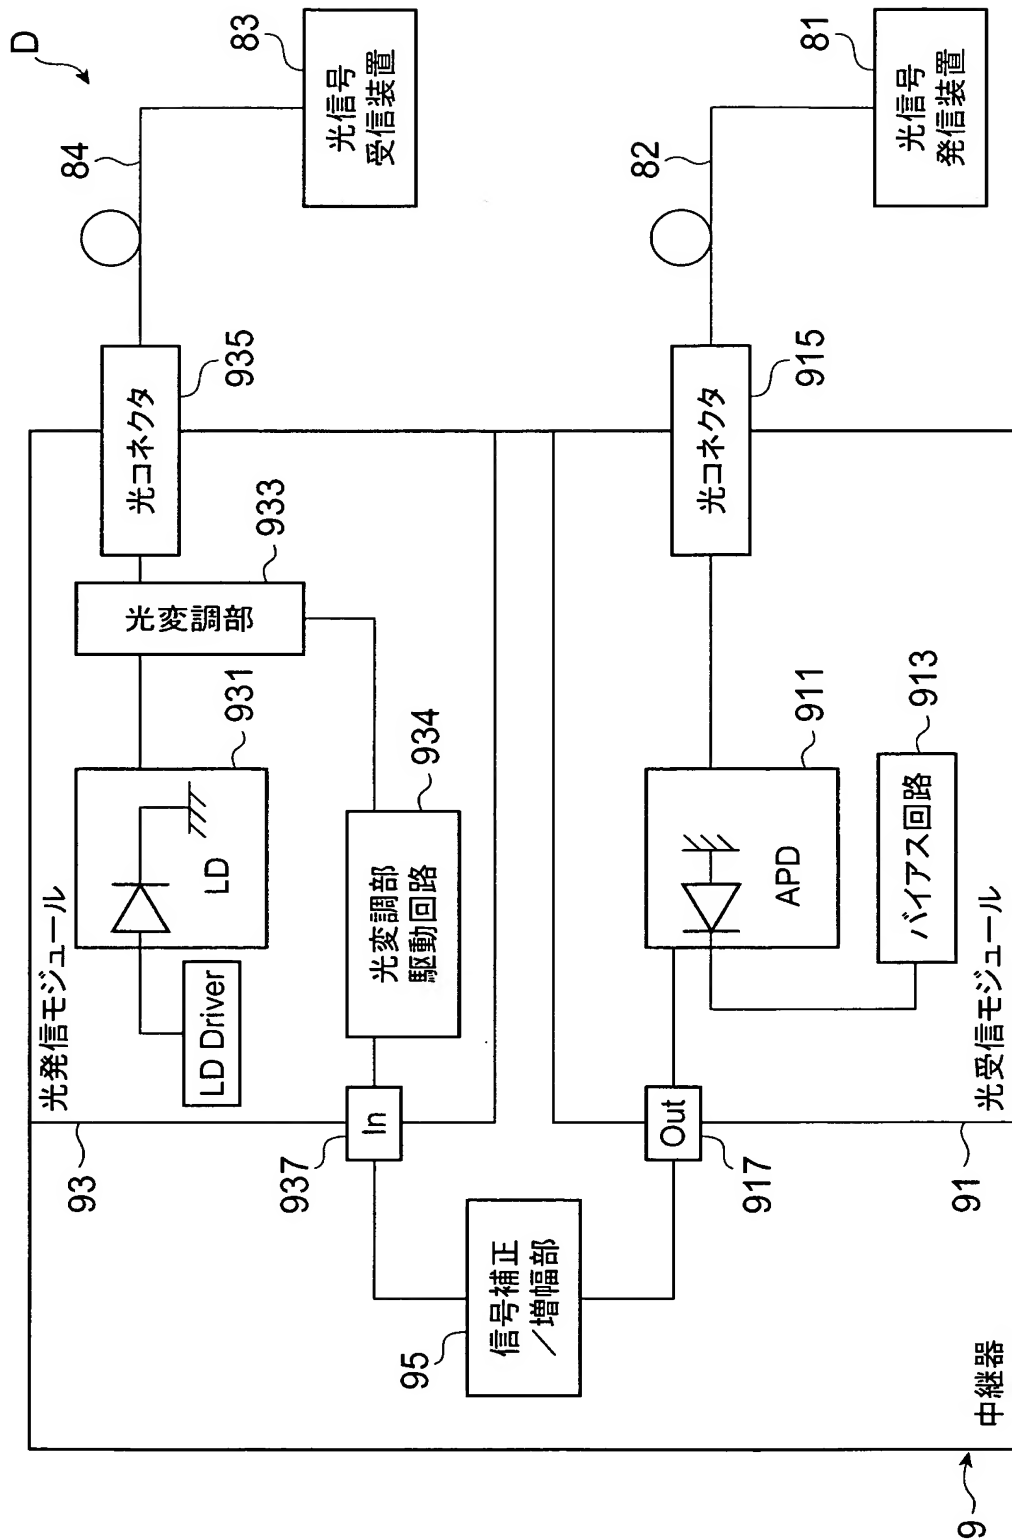 D
84
83
光信号
受信装置
82
81
光信号
発信装置
光コネクタ
935
光コネクタ
915
光変調部
933
LD
931
LD Driver
光変調部
駆動回路
934
In
937
光発信モジュール
93
APD
911
バイアス回路
913
Out
917
光受信モジュール
91
信号補正
/増幅部
95
中継器
9